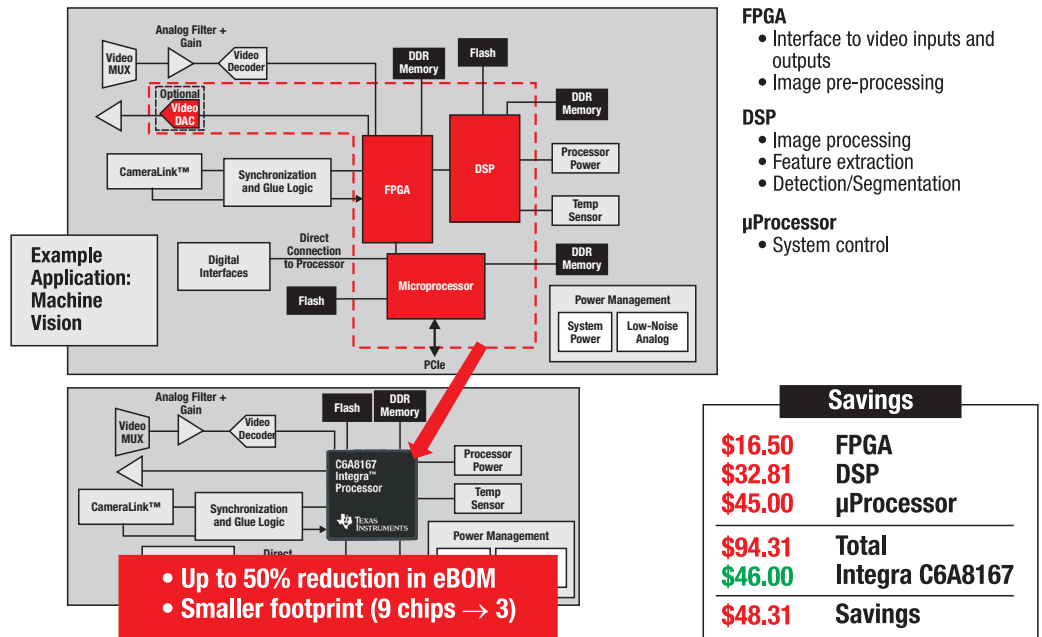 Analog Filter +
Gain
Video
MUX
Video
Decoder
DDR
Memory
Flash
Optional
Video
DAC
DDR
Memory
CameraLink™
Synchronization
and Glue Logic
FPGA
DSP
Processor
Power
Temp
Sensor
Example
Application:
Machine
Vision
Digital
Interfaces
Direct
Connection
to Processor
DDR
Memory
Microprocessor
Flash
PCIe
Power Management
System
Power
Low-Noise
Analog
FPGA
• Interface to video inputs and
outputs
• Image pre-processing
DSP
• Image processing
• Feature extraction
• Detection/Segmentation
µProcessor
• System control
Analog Filter +
Gain
Video
MUX
Video
Decoder
Flash
DDR
Memory
C6A8167
Integra™
Processor
TEXAS
INSTRUMENTS
Processor
Power
Temp
Sensor
CameraLink™
Synchronization
and Glue Logic
Direct
Power Management
• Up to 50% reduction in eBOM
• Smaller footprint (9 chips → 3)
Savings
$16.50 FPGA
$32.81 DSP
$45.00 µProcessor
$94.31 Total
$46.00 Integra C6A8167
$48.31 Savings